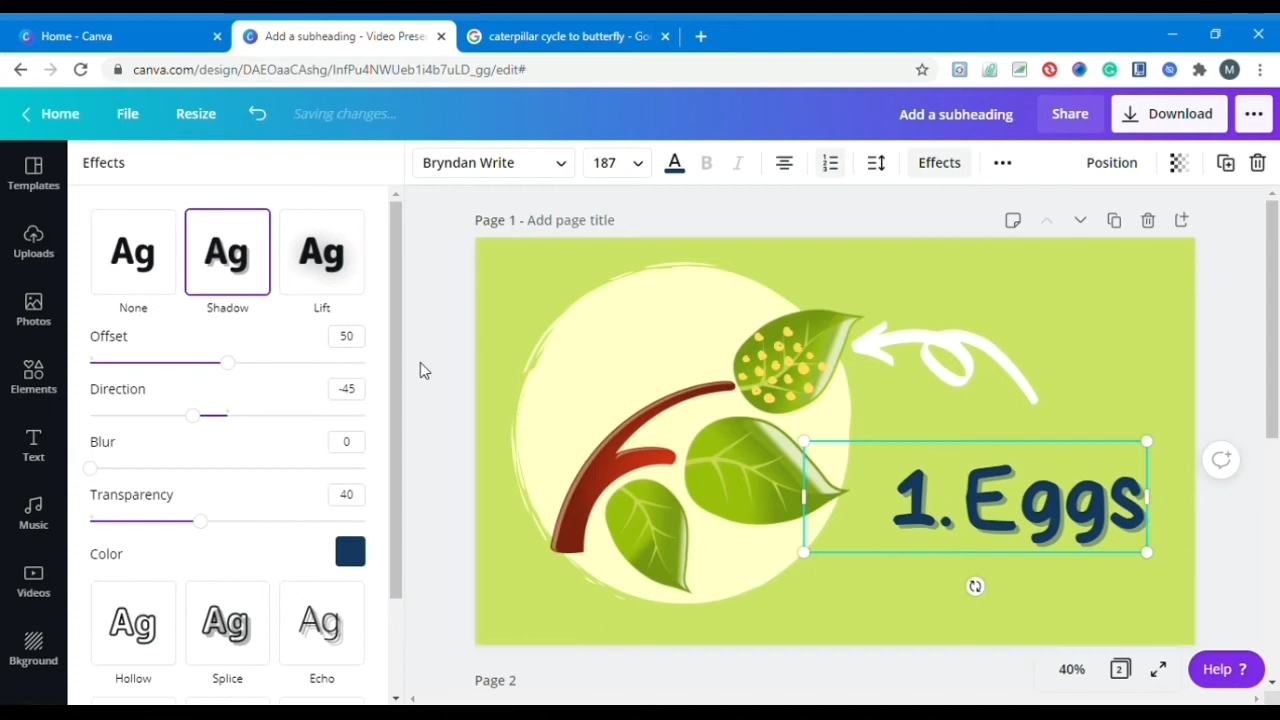 Home - Canva
Add a subheading - Video Prese
caterpillar cycle to butterfly - Go
canva.com/design/DAEOaaCAshg/InfPu4NWUeb1i4b7uLD_gg/edit#
M
Home File Resize Saving changes... Add a subheading Share Download
Templates
Uploads
Photos
Elements
Text
Music
Videos
Bkground
Effects
Ag Ag Ag
None Shadow Lift
Offset 50
Direction -45
Blur 0
Transparency 40
Color
Ag Ag Ag
Hollow Splice Echo
Bryndan Write 187 A B I Effects Position
Page 1 - Add page title
1. Eggs
Page 2
40% 2 Help ?